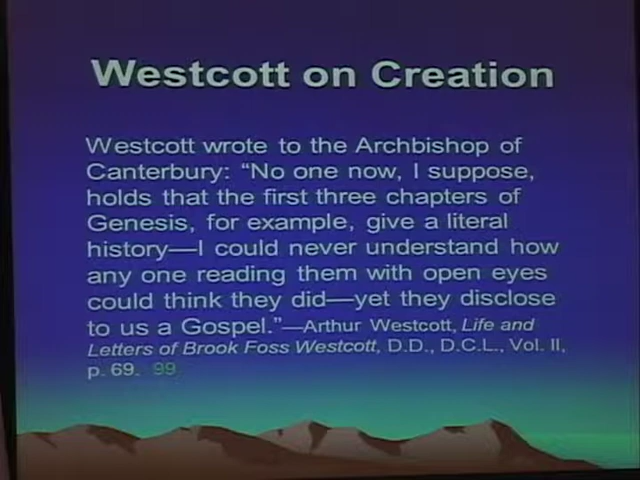 Westcott on Creation
Westcott wrote to the Archbishop of
Canterbury: “No one now, I suppose,
holds that the first three chapters of
Genesis, for example, give a literal
history—I could never understand how
any one reading them with open eyes
could think they did—yet they disclose
to us a Gospel.”—Arthur Westcott, Life and
Letters of Brook Foss Westcott, D.D., D.C.L., Vol. II,
p. 69. 99